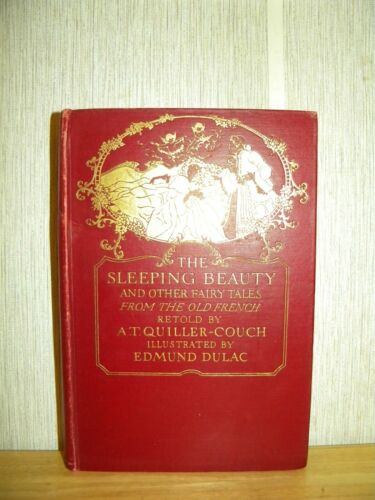 THE
SLEEPING BEAUTY
AND OTHER FAIRY TALES
FROM THE OLD FRENCH
RETOLD BY
A.T. QUILLER-COUCH
ILLUSTRATED BY
EDMUND DULAC